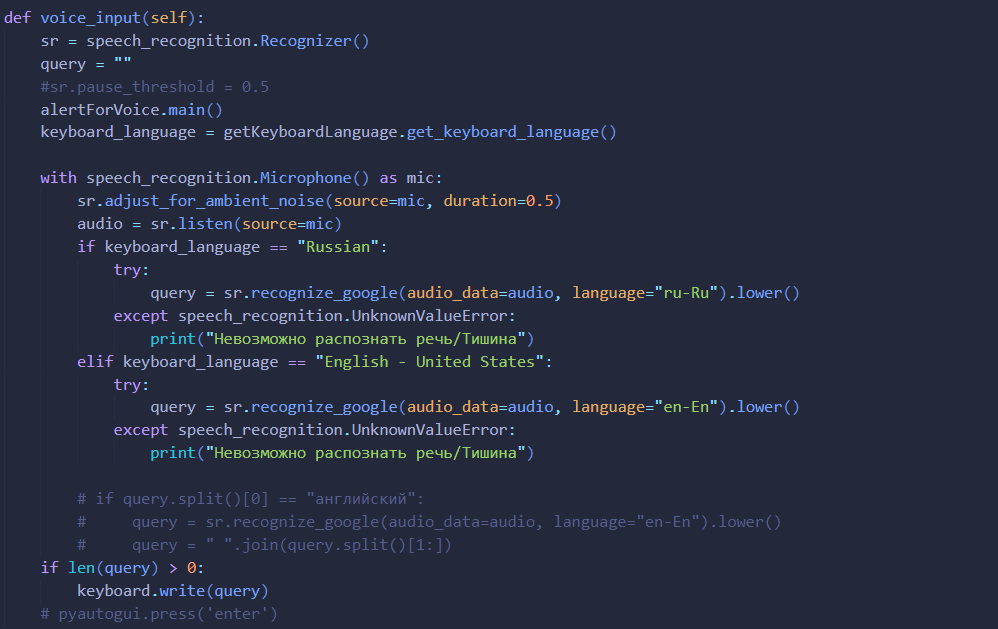 def voice_input(self):
    sr = speech_recognition.Recognizer()
    query = ""
    #sr.pause_threshold = 0.5
    alertForVoice.main()
    keyboard_language = getKeyboardLanguage.get_keyboard_language()

    with speech_recognition.Microphone() as mic:
        sr.adjust_for_ambient_noise(source=mic, duration=0.5)
        audio = sr.listen(source=mic)
        if keyboard_language == "Russian":
            try:
                query = sr.recognize_google(audio_data=audio, language="ru-Ru").lower()
            except speech_recognition.UnknownValueError:
                print("Невозможно распознать речь/Тишина")
        elif keyboard_language == "English - United States":
            try:
                query = sr.recognize_google(audio_data=audio, language="en-En").lower()
            except speech_recognition.UnknownValueError:
                print("Невозможно распознать речь/Тишина")

        # if query.split()[0] == "английский":
        #     query = sr.recognize_google(audio_data=audio, language="en-En").lower()
        #     query = " ".join(query.split()[1:])
    if len(query) > 0:
        keyboard.write(query)
    # pyautogui.press('enter')